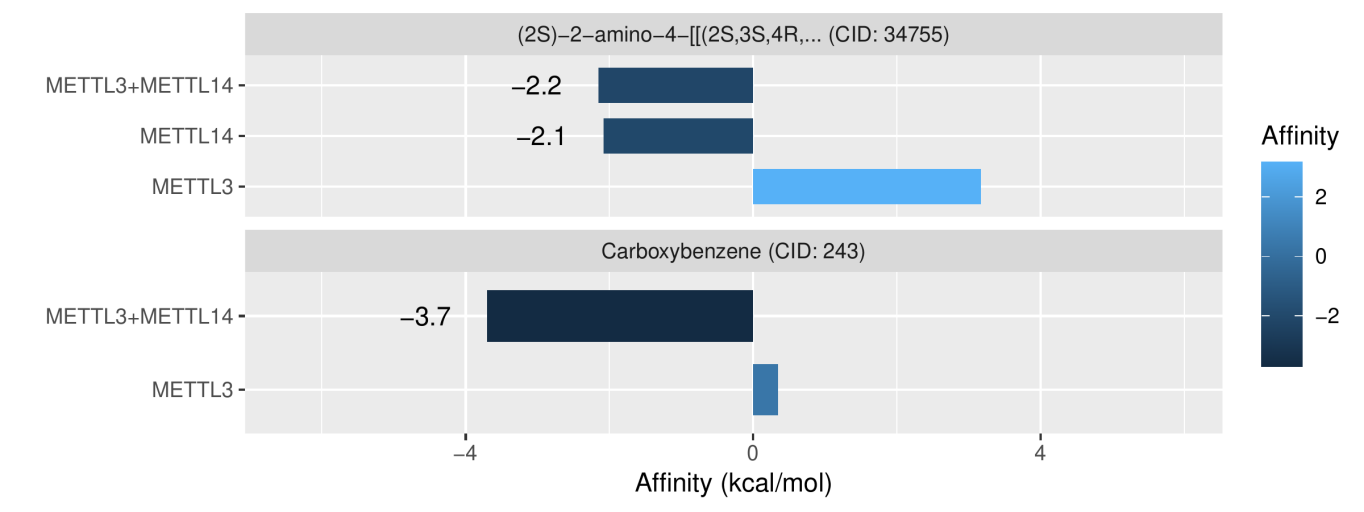 (2S)−2−amino−4−[[(2S,3S,4R,... (CID: 34755)
METTL3+METTL14
−2.2
METTL14
−2.1
METTL3
Carboxybenzene (CID: 243)
METTL3+METTL14
−3.7
METTL3
−4
0
4
Affinity (kcal/mol)
Affinity
2
0
−2